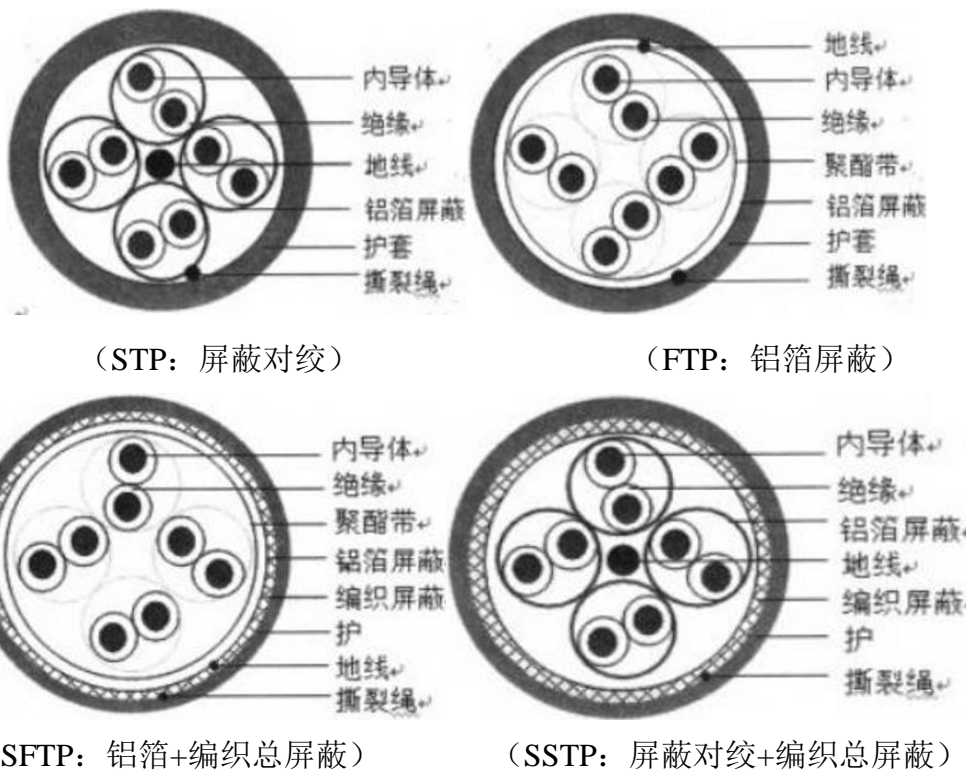 内导体
绝缘
地线
铝箔屏蔽
护套
撕裂绳
（STP：屏蔽对绞）
地线
内导体
绝缘
聚酯带
铝箔屏蔽
护套
撕裂绳
（FTP：铝箔屏蔽）
内导体
绝缘
聚酯带
铝箔屏蔽
编织屏蔽
护
地线
撕裂绳
SFTP：铝箔+编织总屏蔽）
内导体
绝缘
铝箔屏蔽
地线
编织屏蔽
护
撕裂绳
（SSTP：屏蔽对绞+编织总屏蔽）